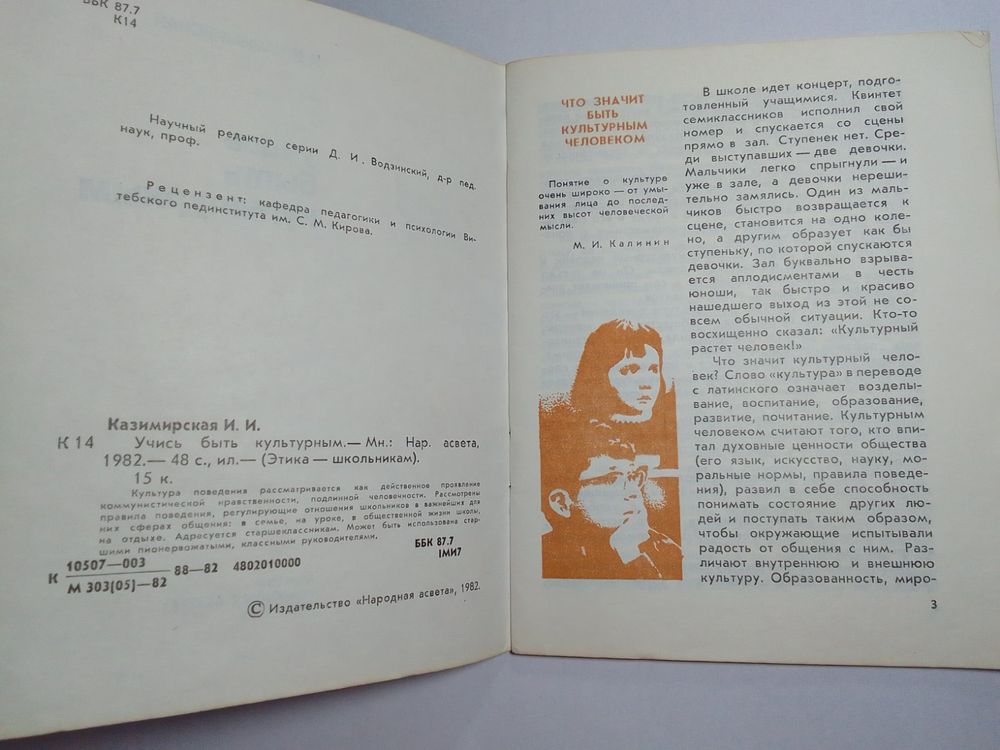 ББК 87.7
К14
Научный редактор серии Д. И. Водзинский, д-р пед.
наук, проф.
Рецензент: кафедра педагогики и психологии Ви-
тебского пединститута им. С. М. Кирова.
Казимирская И. И.
К 14 Учись быть культурным.— Мн.: Нар. асвета,
1982.— 48 с., ил.— (Этика — школьникам).
15 к.
Культура поведения рассматривается как действенное проявление
коммунистической нравственности, подлинной человечности. Рассмотрены
правила поведения, регулирующие отношения школьников в важнейших для
них сферах общения: в семье, на уроке, в общественной жизни школы,
на отдыхе. Адресуется старшеклассникам. Может быть использована стар-
шими пионервожатыми, классными руководителями.
К 10507—003 88—82 4802010000
М 303(05)—82
ББК 87.7
1МИ7
© Издательство «Народная асвета», 1982.
ЧТО ЗНАЧИТ
БЫТЬ
КУЛЬТУРНЫМ
ЧЕЛОВЕКОМ
Понятие о культуре
очень широко — от умы-
вания лица до послед-
них высот человеческой
мысли.
М. И. Калинин
В школе идет концерт, подго-
товленный учащимися. Квинтет
семиклассников исполнил свой
номер и спускается со сцены
прямо в зал. Ступенек нет. Сре-
ди выступавших — две девочки.
Мальчики легко спрыгнули — и
уже в зале, а девочки нереши-
тельно замялись. Один из маль-
чиков быстро возвращается к
сцене, становится на одно коле-
но, а другим образует как бы
ступеньку, по которой спускаются
девочки. Зал буквально взрыва-
ется аплодисментами в честь
юноши, так быстро и красиво
нашедшего выход из этой не со-
всем обычной ситуации. Кто-то
восхищенно сказал: «Культурный
растет человек!»
Что значит культурный чело-
век? Слово «культура» в переводе
с латинского означает возделы-
вание, воспитание, образование,
развитие, почитание. Культурным
человеком считают того, кто впи-
тал духовные ценности общества
(его язык, искусство, науку, мо-
ральные нормы, правила поведе-
ния), развил в себе способность
понимать состояние других лю-
дей и поступать таким образом,
чтобы окружающие испытывали
радость от общения с ним. Раз-
личают внутреннюю и внешнюю
культуру. Образованность, миро-
3